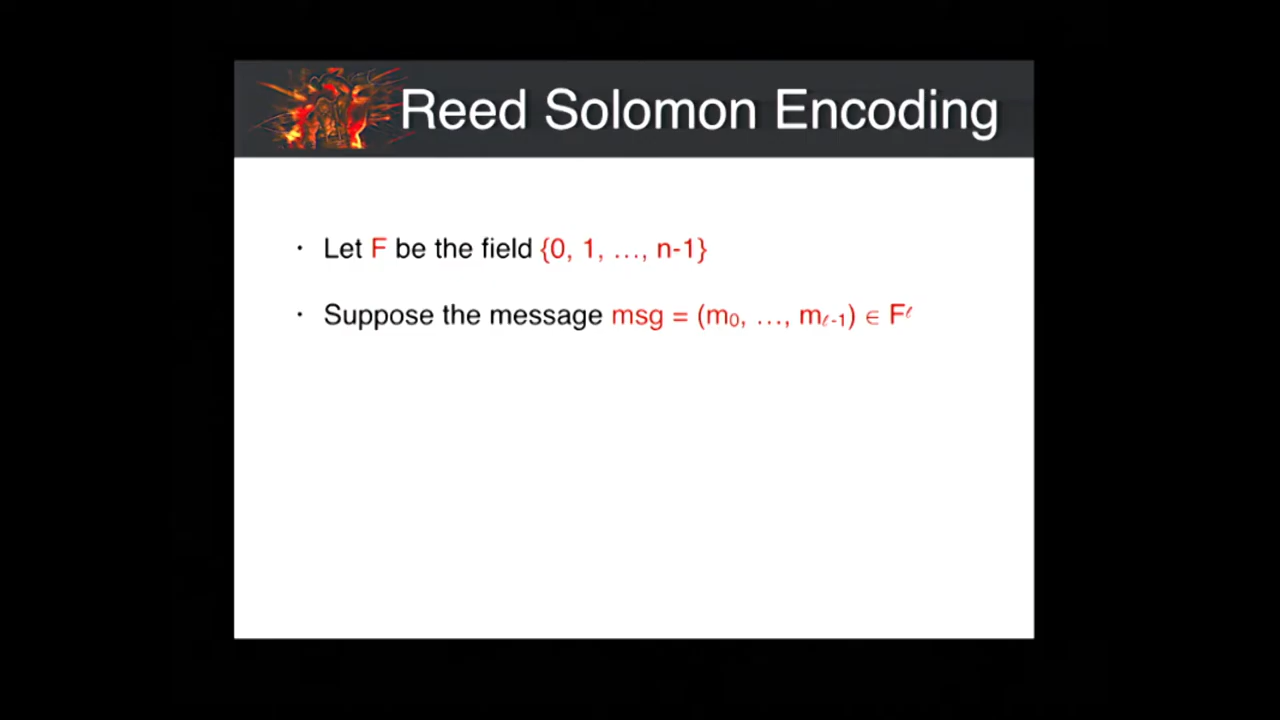 Reed Solomon Encoding
· Let F be the field {0, 1, …, n-1}
· Suppose the message msg = (m₀, …, mℓ₋₁) ∈ Fℓ